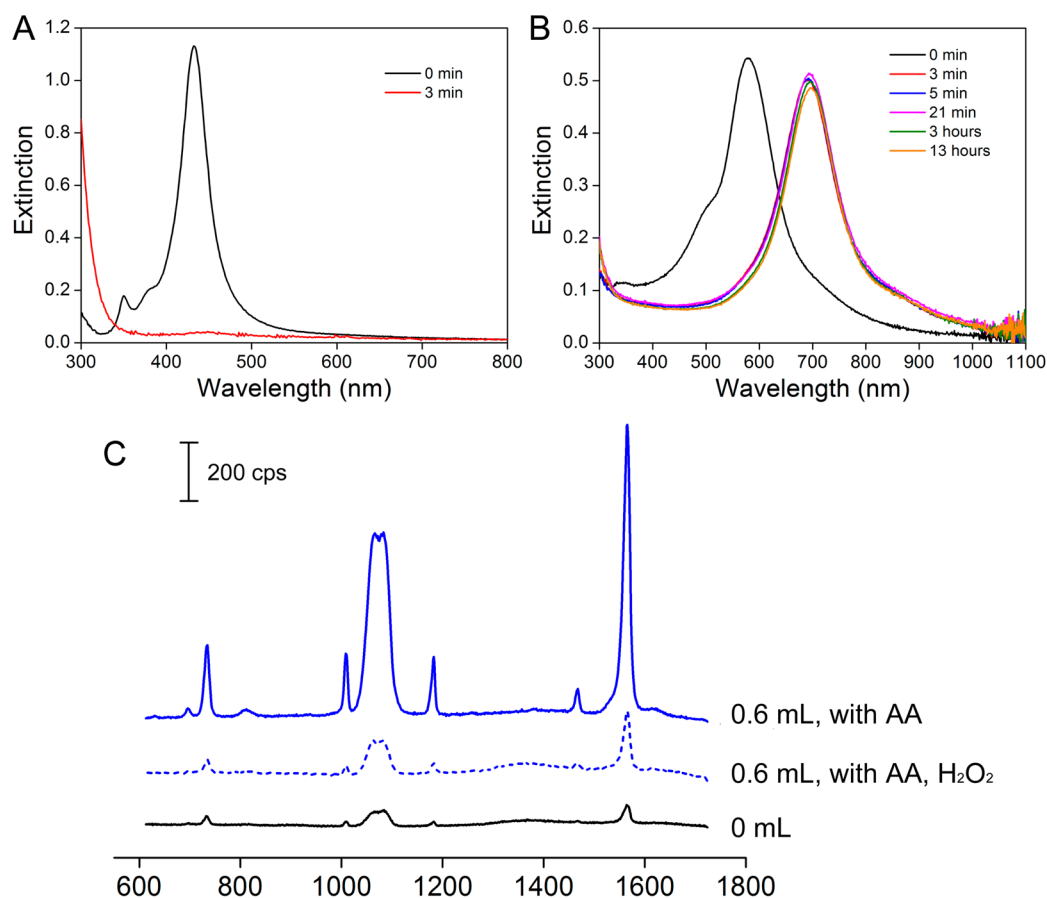 A
1.2
1.0
0.8
0.6
0.4
0.2
0.0
Extinction
0 min
3 min
300 400 500 600 700 800
Wavelength (nm)
B
0.6
0.5
0.4
0.3
0.2
0.1
0.0
Extinction
0 min
3 min
5 min
21 min
3 hours
13 hours
300 400 500 600 700 800 900 1000 1100
Wavelength (nm)
C
200 cps
0.6 mL, with AA
0.6 mL, with AA, H₂O₂
0 mL
600 800 1000 1200 1400 1600 1800